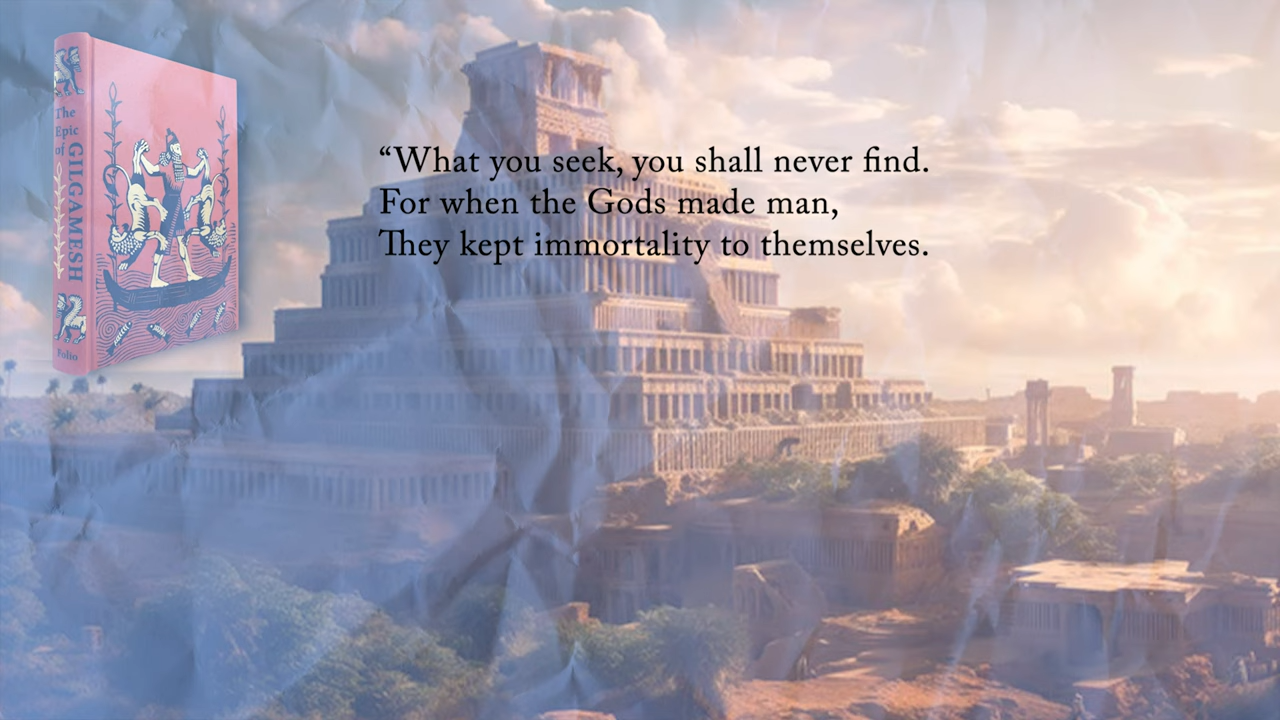 The
Epic
of
GILGAMESH
Folio
“What you seek, you shall never find.
For when the Gods made man,
They kept immortality to themselves.